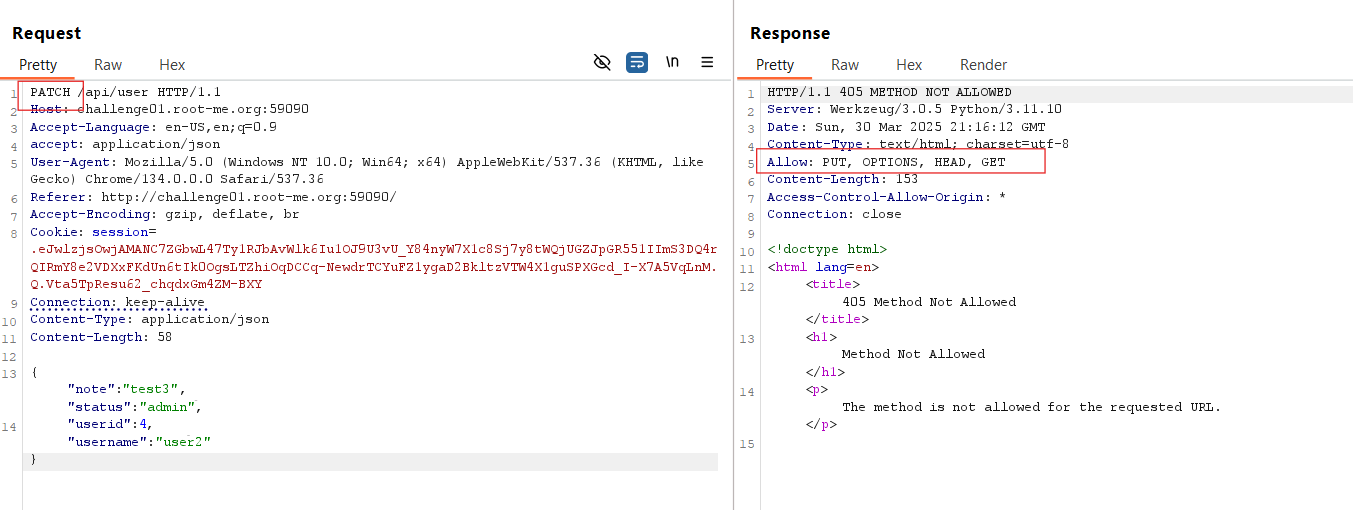 Request
Pretty Raw Hex
\n
1 PATCH /api/user HTTP/1.1
2 Host: challenge01.root-me.org:59090
3 Accept-Language: en-US,en;q=0.9
4 accept: application/json
5 User-Agent: Mozilla/5.0 (Windows NT 10.0; Win64; x64) AppleWebKit/537.36 (KHTML, like
Gecko) Chrome/134.0.0.0 Safari/537.36
6 Referer: http://challenge01.root-me.org:59090/
7 Accept-Encoding: gzip, deflate, br
8 Cookie: session=
9 Connection: keep-alive
10 Content-Type: application/json
11 Content-Length: 58
12
13 {
"note":"test3",
"status":"admin",
14 "userid":4,
"username":"user2"
}
Response
Pretty Raw Hex Render
1 HTTP/1.1 405 METHOD NOT ALLOWED
2 Server: Werkzeug/3.0.5 Python/3.11.10
3 Date: Sun, 30 Mar 2025 21:16:12 GMT
4 Content-Type: text/html; charset=utf-8
5 Allow: PUT, OPTIONS, HEAD, GET
6 Content-Length: 153
7 Access-Control-Allow-Origin: *
8 Connection: close
9
10 <!doctype html>
11 <html lang=en>
12 <title>
405 Method Not Allowed
</title>
13 <h1>
Method Not Allowed
</h1>
14 <p>
The method is not allowed for the requested URL.
</p>
15